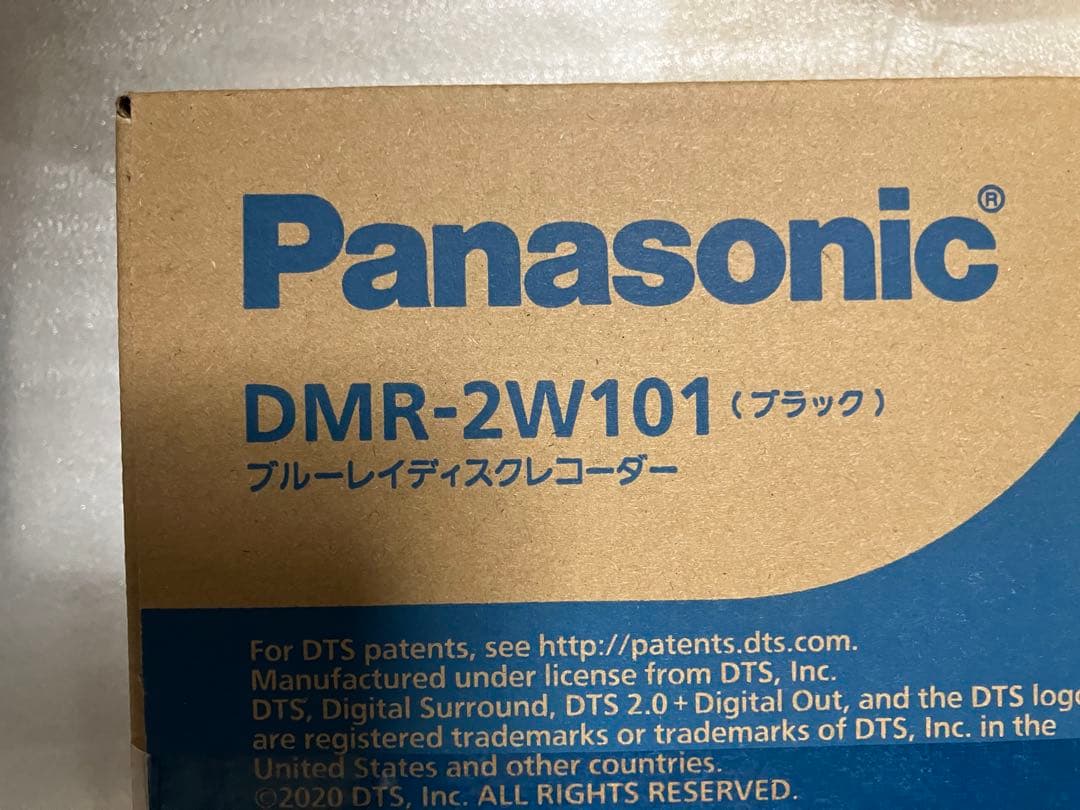 Panasonic®
DMR-2W101（ブラック）
ブルーレイディスクレコーダー
For DTS patents, see http://patents.dts.com.
Manufactured under license from DTS, Inc.
DTS, Digital Surround, DTS 2.0+Digital Out, and the DTS logo
are registered trademarks or trademarks of DTS, Inc. in the
United States and other countries.
©2020 DTS, Inc. ALL RIGHTS RESERVED.